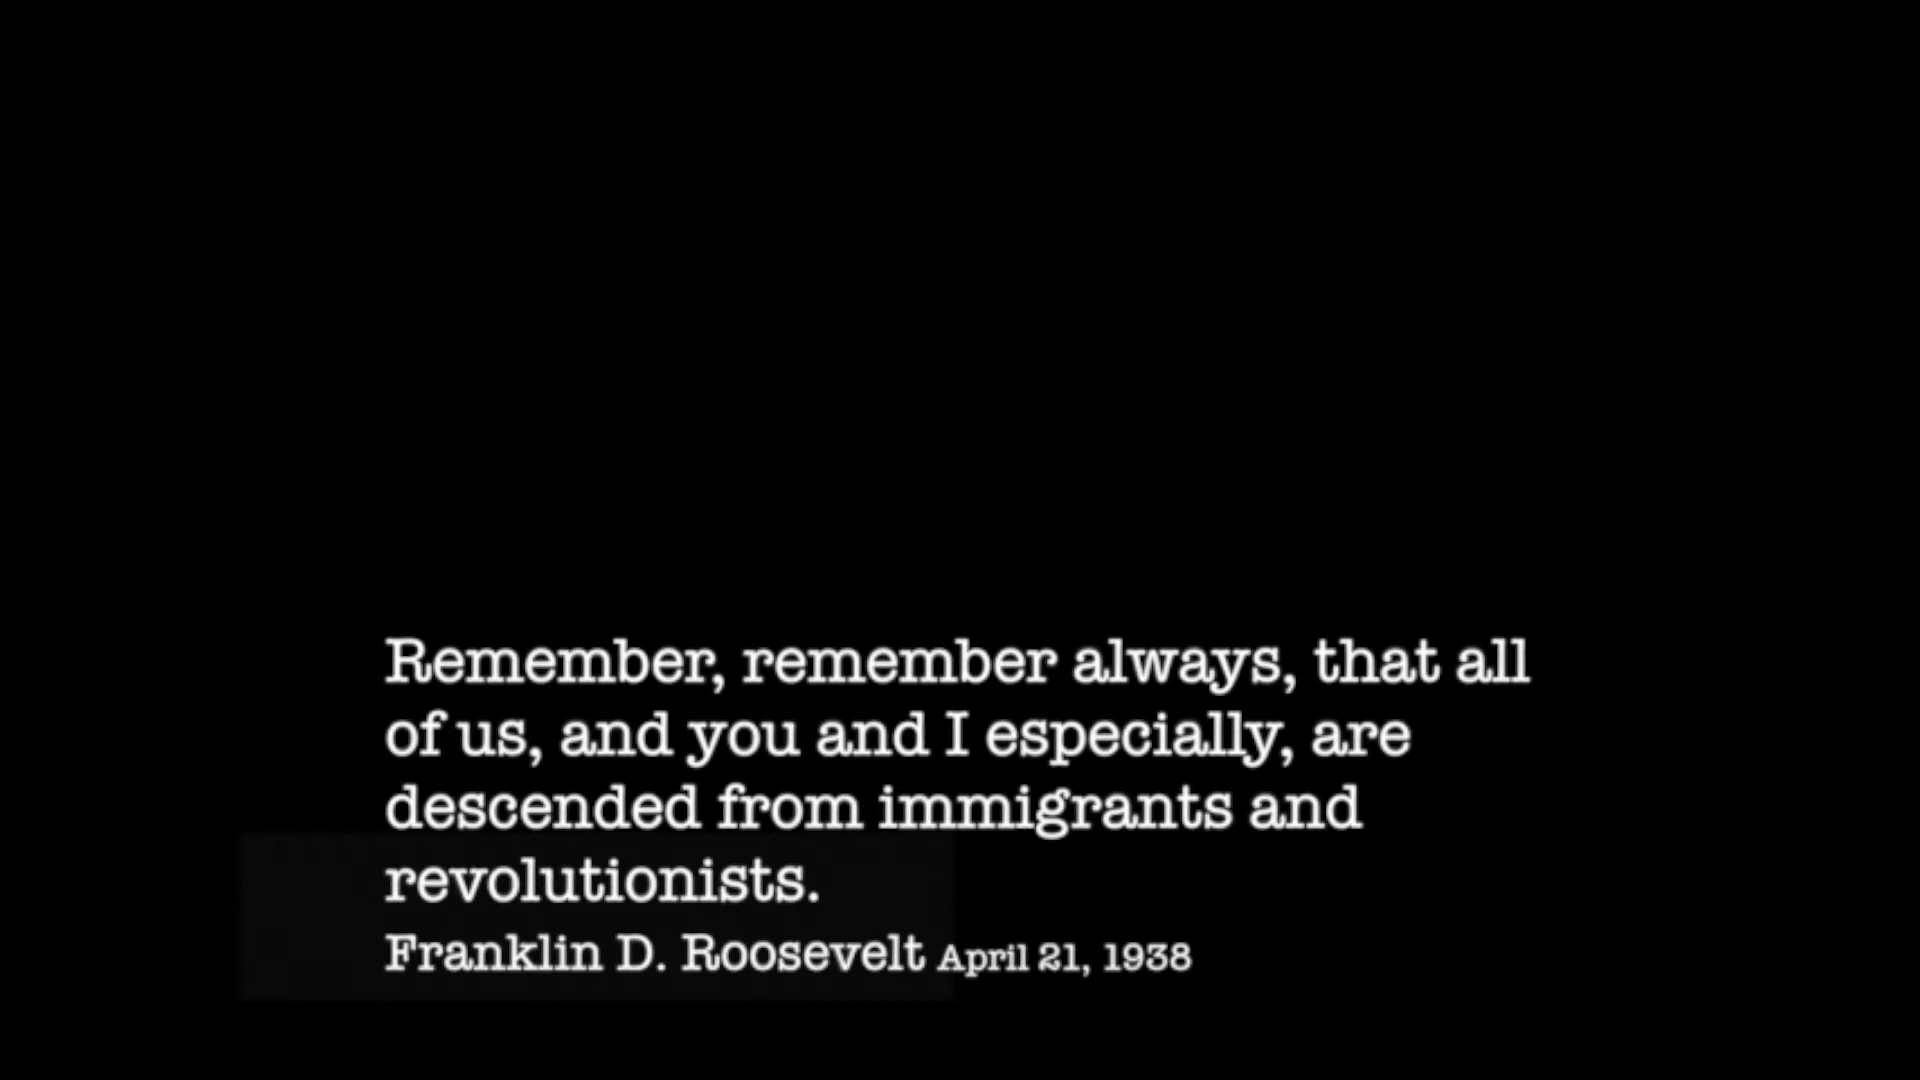 Remember, remember always, that all
of us, and you and I especially, are
descended from immigrants and
revolutionists.
Franklin D. Roosevelt April 21, 1938